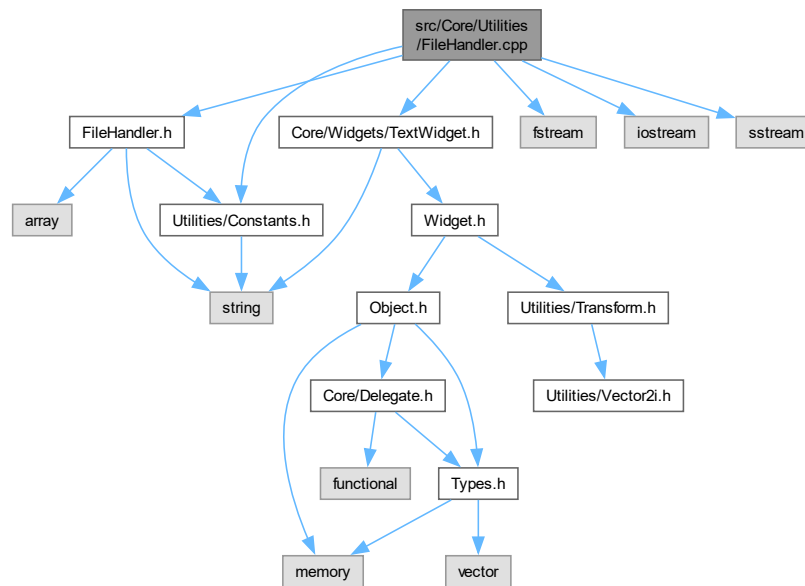 src/Core/Utilities
/FileHandler.cpp
FileHandler.h
Core/Widgets/TextWidget.h
fstream
iostream
sstream
array
Utilities/Constants.h
Widget.h
string
Object.h
Utilities/Transform.h
Core/Delegate.h
Utilities/Vector2i.h
functional
Types.h
memory
vector